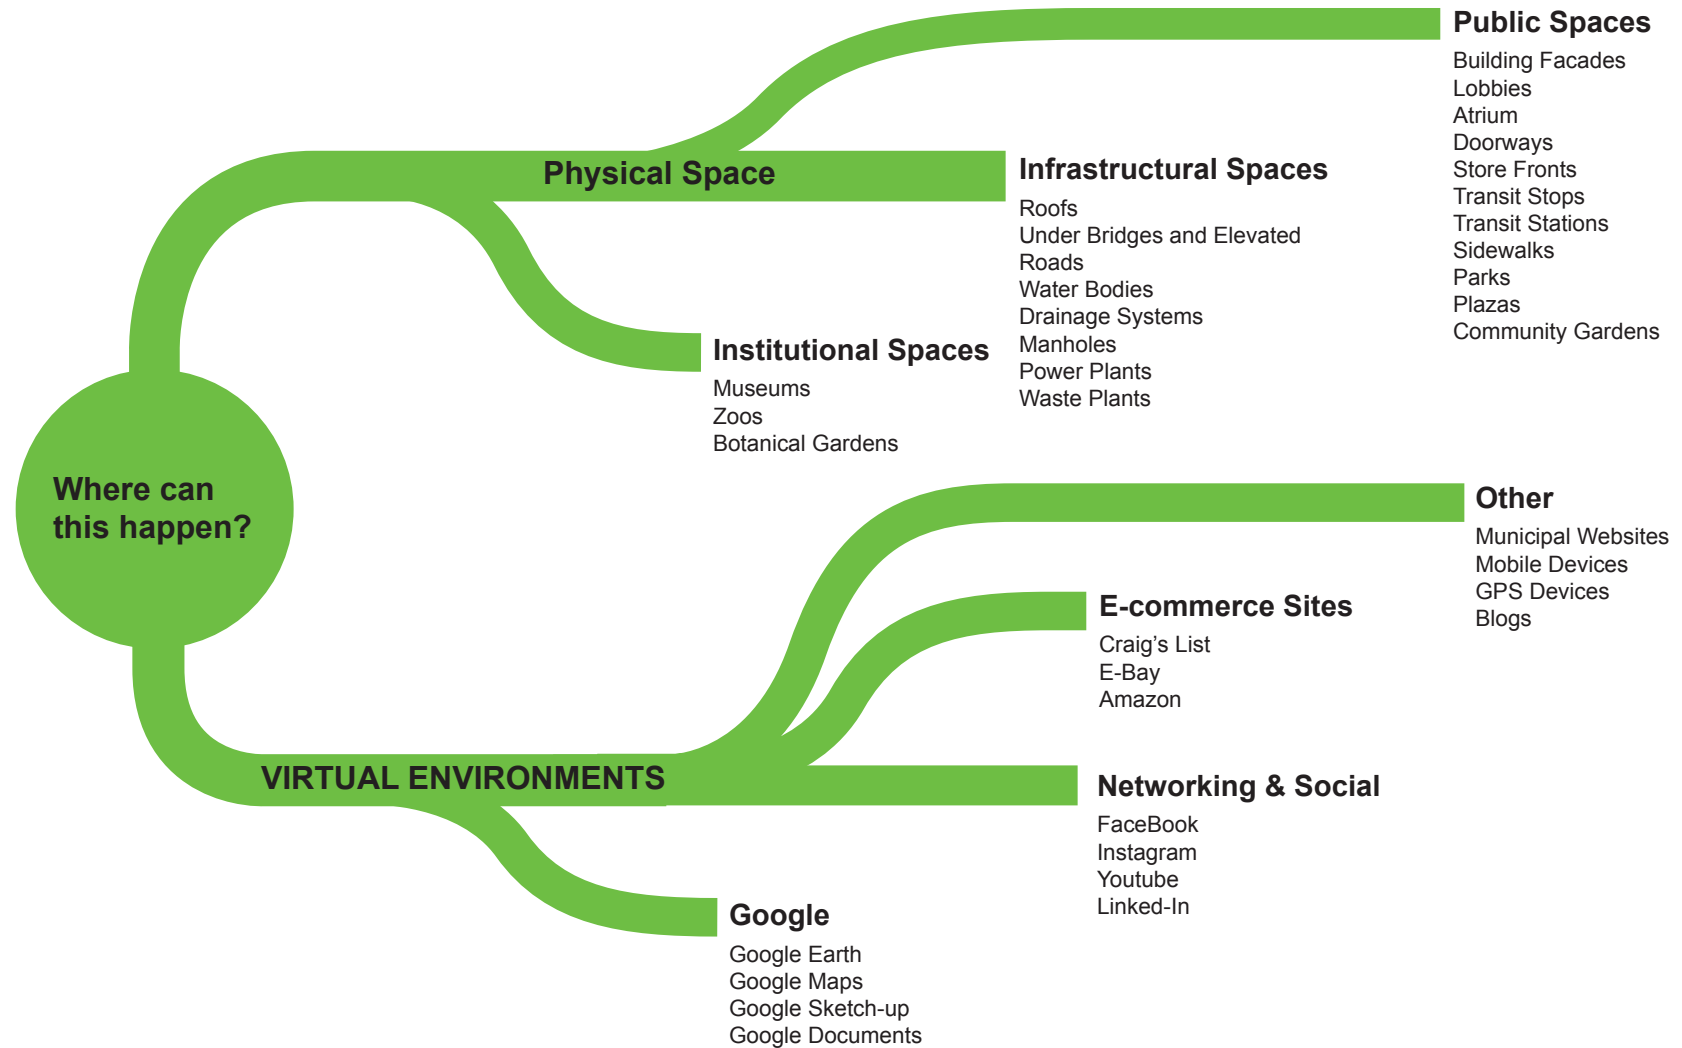 Where can
this happen?
Physical Space
Public Spaces
Building Facades
Lobbies
Atrium
Doorways
Store Fronts
Transit Stops
Transit Stations
Sidewalks
Parks
Plazas
Community Gardens
Infrastructural Spaces
Roofs
Under Bridges and Elevated
Roads
Water Bodies
Drainage Systems
Manholes
Power Plants
Waste Plants
Institutional Spaces
Museums
Zoos
Botanical Gardens
VIRTUAL ENVIRONMENTS
Other
Municipal Websites
Mobile Devices
GPS Devices
Blogs
E-commerce Sites
Craig's List
E-Bay
Amazon
Networking & Social
FaceBook
Instagram
Youtube
Linked-In
Google
Google Earth
Google Maps
Google Sketch-up
Google Documents